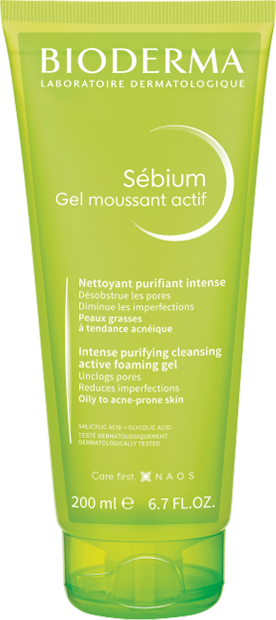 BIODERMA
LABORATOIRE DERMATOLOGIQUE
Sébium
Gel moussant actif
Nettoyant purifiant intense
Désobstrue les pores
Diminue les imperfections
Peaux grasses
à tendance acnéique
Intense purifying cleansing
active foaming gel
Unclogs pores
Reduces imperfections
Oily to acne-prone skin
SALICYLIC ACID + GLYCOLIC ACID
TESTÉ DERMATOLOGIQUEMENT
DERMATOLOGICALLY TESTED
Care first. NAOS
200 ml e 6.7 FL.OZ.